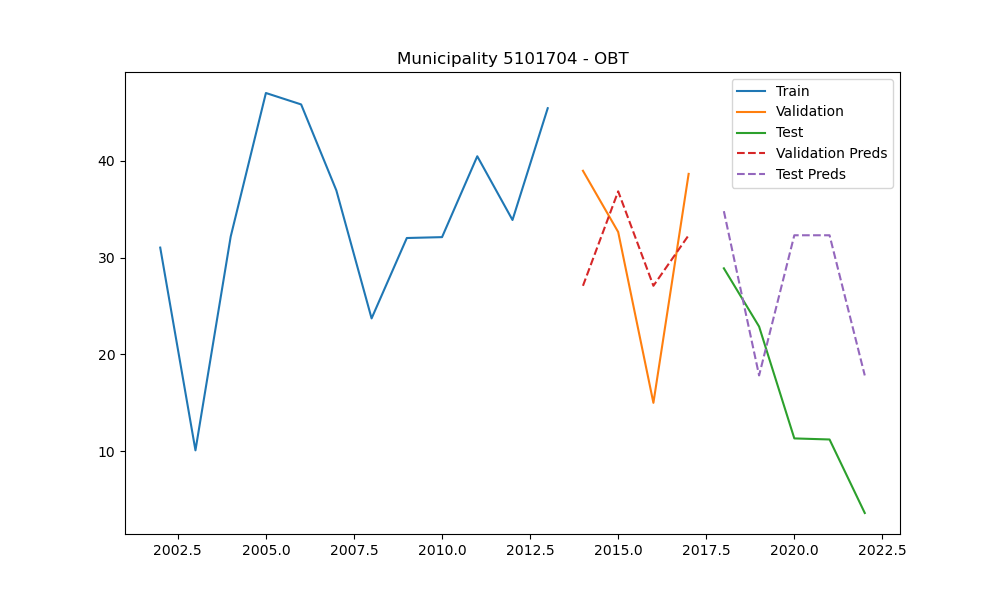 Municipality 5101704 - OBT
Train
Validation
Test
Validation Preds
Test Preds
40
30
20
10
2002.5 2005.0 2007.5 2010.0 2012.5 2015.0 2017.5 2020.0 2022.5